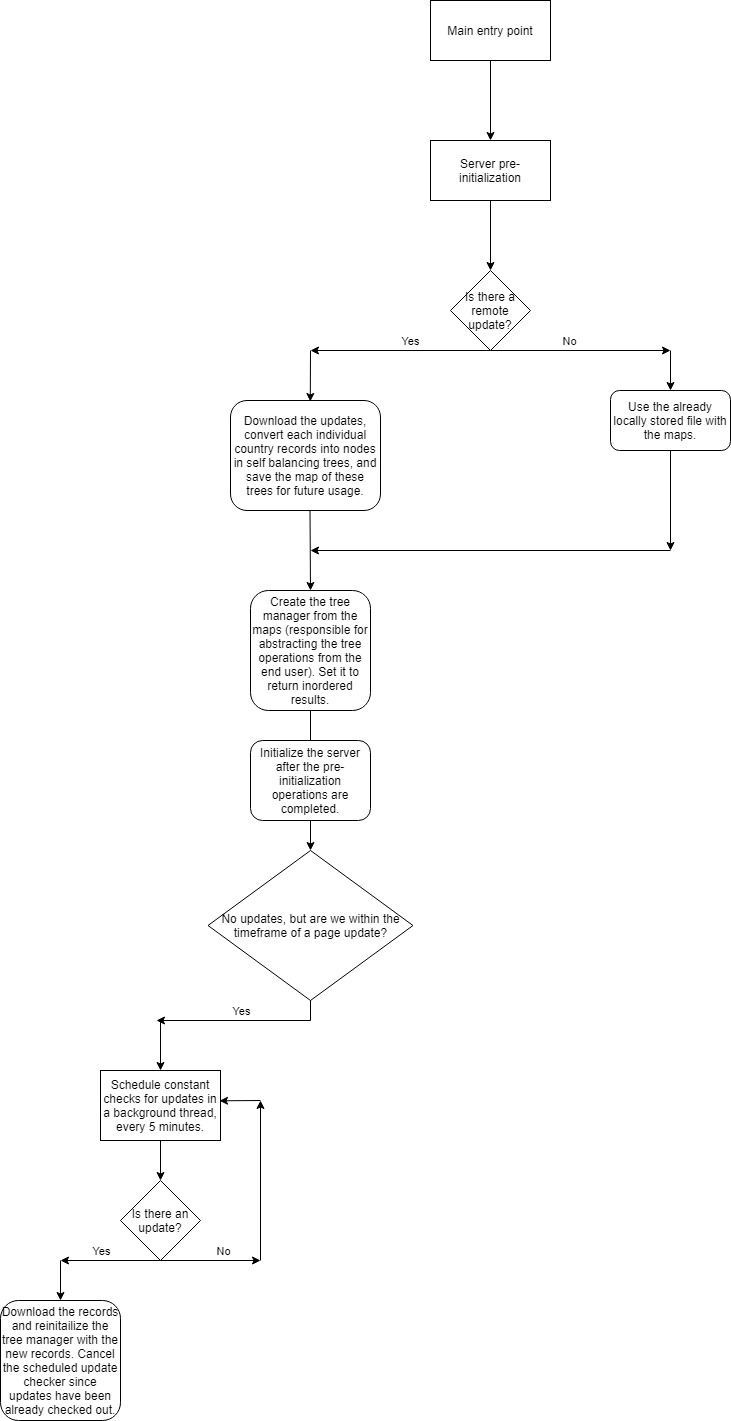 Main entry point
Server pre-
initialization
Is there a
remote
update?
Yes
No
Download the updates,
convert each individual
country records into nodes
in self balancing trees, and
save the map of these
trees for future usage.
Use the already
locally stored file with
the maps.
Create the tree
manager from the
maps (responsible for
abstracting the tree
operations from the
end user). Set it to
return inordered
results.
Initialize the server
after the pre-
initialization
operations are
completed.
No updates, but are we within the
timeframe of a page update?
Yes
Schedule constant
checks for updates in
a background thread,
every 5 minutes.
Is there an
update?
Yes
No
Download the records
and reinitailize the
tree manager with the
new records. Cancel
the scheduled update
checker since
updates have been
already checked out.